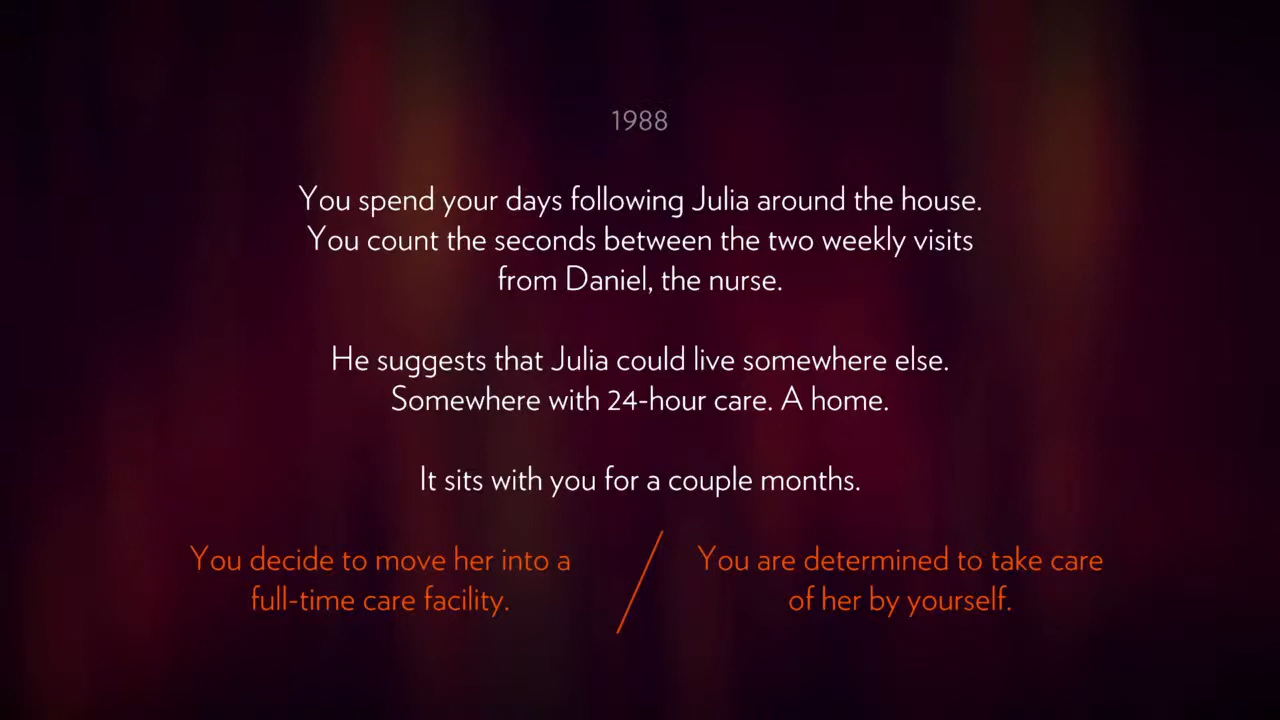 1988
You spend your days following Julia around the house.
You count the seconds between the two weekly visits
from Daniel, the nurse.
He suggests that Julia could live somewhere else.
Somewhere with 24-hour care. A home.
It sits with you for a couple months.
You decide to move her into a
full-time care facility.
You are determined to take care
of her by yourself.